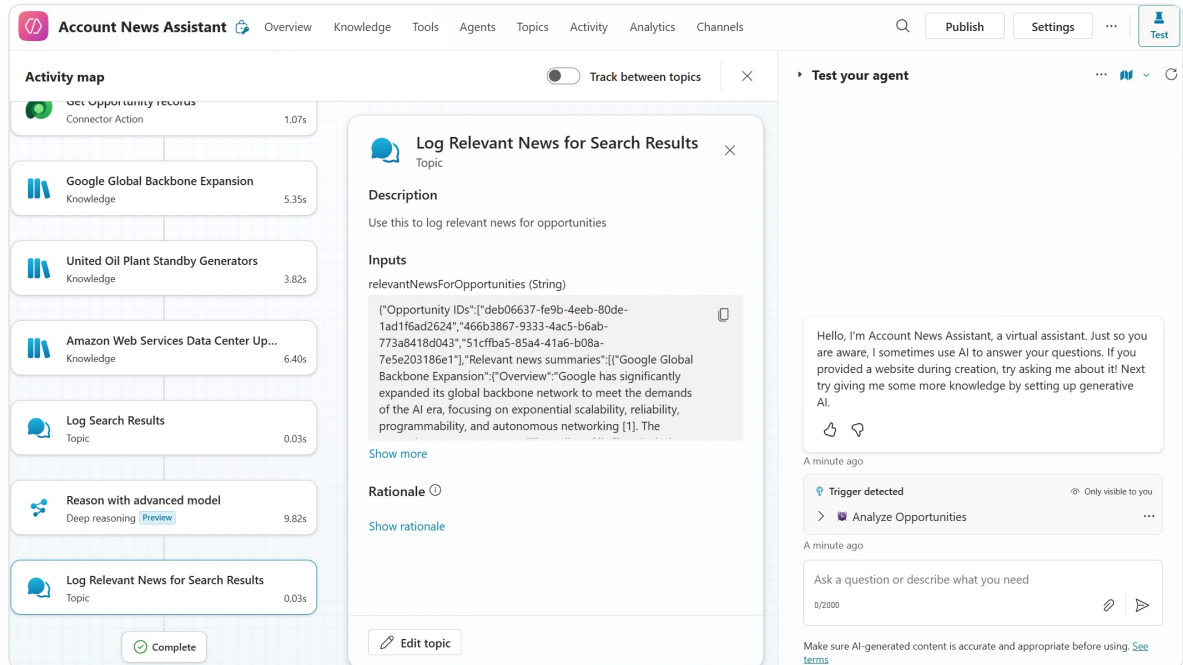 Account News Assistant
Overview
Knowledge
Tools
Agents
Topics
Activity
Analytics
Channels
Publish
Settings
Test
Activity map
Track between topics
Get Opportunity records
Connector Action
1.07s
Google Global Backbone Expansion
Knowledge
5.35s
United Oil Plant Standby Generators
Knowledge
3.82s
Amazon Web Services Data Center Up...
Knowledge
6.40s
Log Search Results
Topic
0.03s
Reason with advanced model
Deep reasoning Preview
9.82s
Log Relevant News for Search Results
Topic
0.03s
Complete
Log Relevant News for Search Results
Topic
Description
Use this to log relevant news for opportunities
Inputs
relevantNewsForOpportunities (String)
{"Opportunity IDs":["deb06637-fe9b-4eeb-80de-
1ad1f6ad2624","466b3867-9333-4ac5-b6ab-
773a8418d043","51cffba5-85a4-41a6-b08a-
7e5e203186e1"],"Relevant news summaries":[{"Google Global
Backbone Expansion":{"Overview":"Google has significantly
expanded its global backbone network to meet the demands
of the AI era, focusing on exponential scalability, reliability,
programmability, and autonomous networking [1]. The
Show more
Rationale
Show rationale
Edit topic
Test your agent
Hello, I'm Account News Assistant, a virtual assistant. Just so you
are aware, I sometimes use AI to answer your questions. If you
provided a website during creation, try asking me about it! Next
try giving me some more knowledge by setting up generative
AI.
A minute ago
Trigger detected
Only visible to you
Analyze Opportunities
A minute ago
Ask a question or describe what you need
0/2000
Make sure AI-generated content is accurate and appropriate before using. See
terms